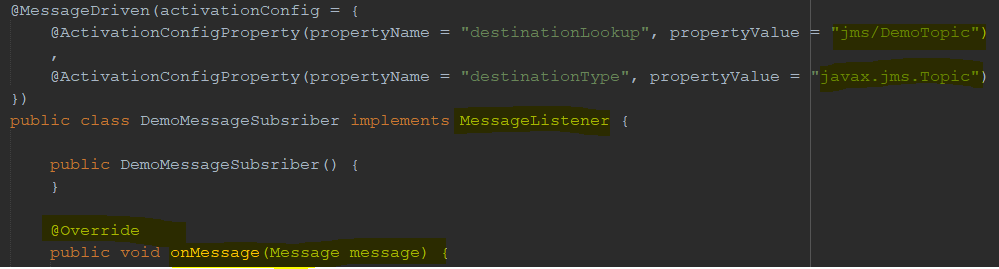 @MessageDriven(activationConfig = {
    @ActivationConfigProperty(propertyName = "destinationLookup", propertyValue = "jms/DemoTopic")
    ,
    @ActivationConfigProperty(propertyName = "destinationType", propertyValue = "javax.jms.Topic")
})
public class DemoMessageSubsriber implements MessageListener {
    public DemoMessageSubsriber() {
    }
    @Override
    public void onMessage(Message message) {